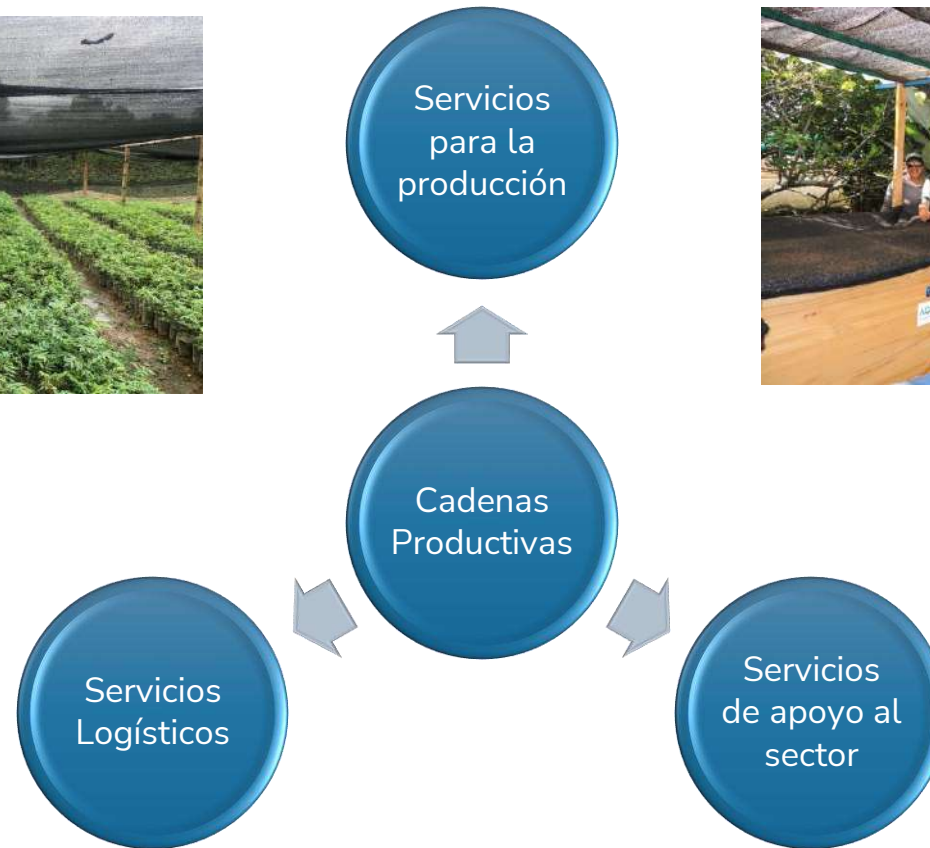 Servicios
para la
producción
Cadenas
Productivas
Servicios
Logísticos
Servicios
de apoyo al
sector